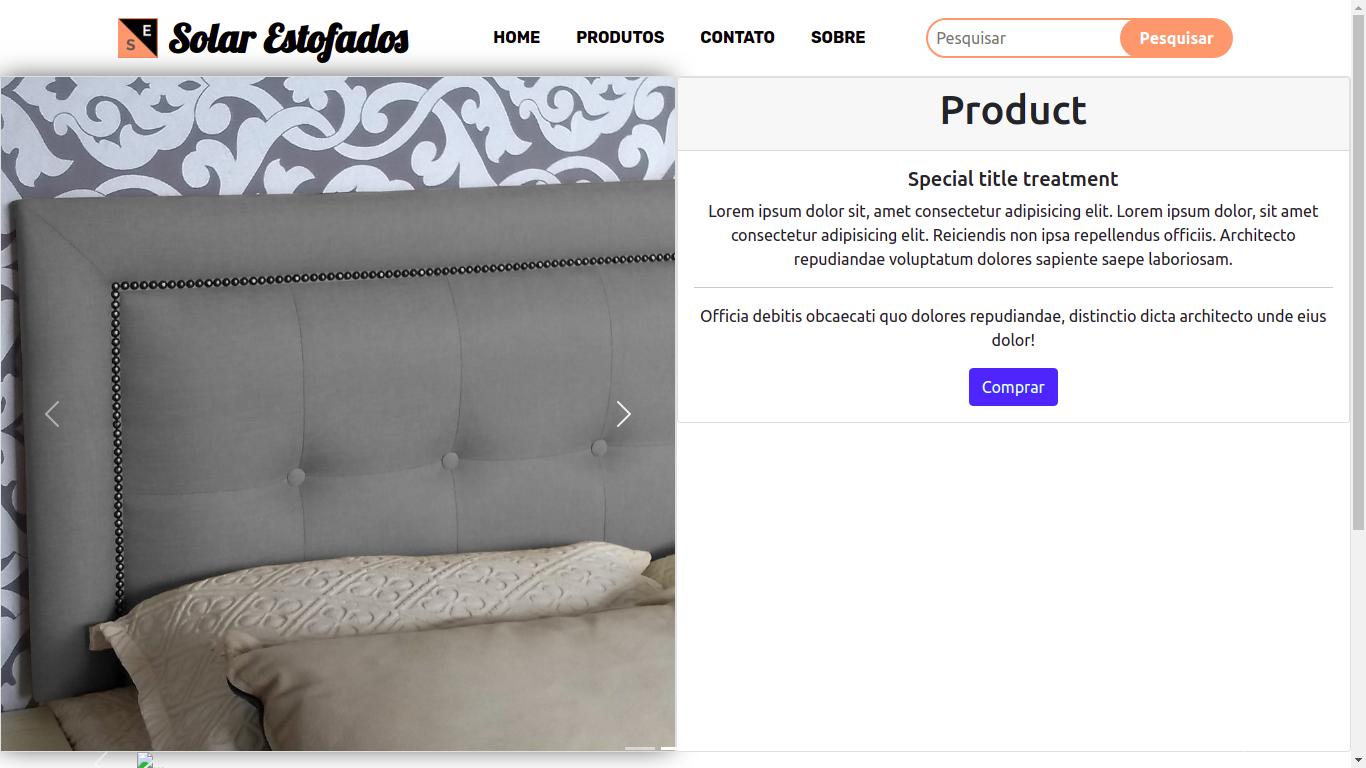 E
S
Solar Estofados
HOME PRODUTOS CONTATO SOBRE
Pesquisar
Pesquisar
Product
Special title treatment
Lorem ipsum dolor sit, amet consectetur adipisicing elit. Lorem ipsum dolor, sit amet
consectetur adipisicing elit. Reiciendis non ipsa repellendus officiis. Architecto
repudiandae voluptatum dolores sapiente saepe laboriosam.
Officia debitis obcaecati quo dolores repudiandae, distinctio dicta architecto unde eius
dolor!
Comprar